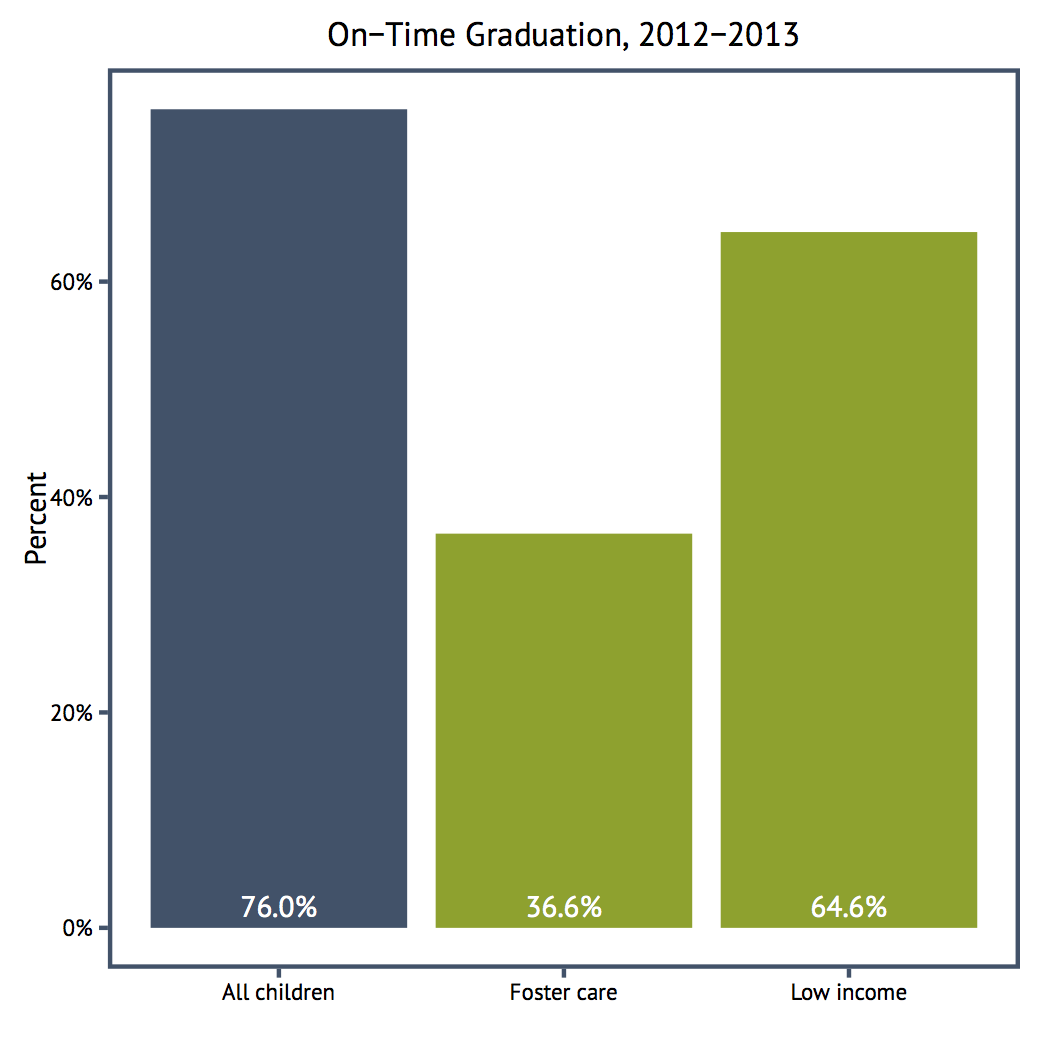 On−Time Graduation, 2012−2013
Percent
60%
40%
20%
0%
76.0%
36.6%
64.6%
All children
Foster care
Low income